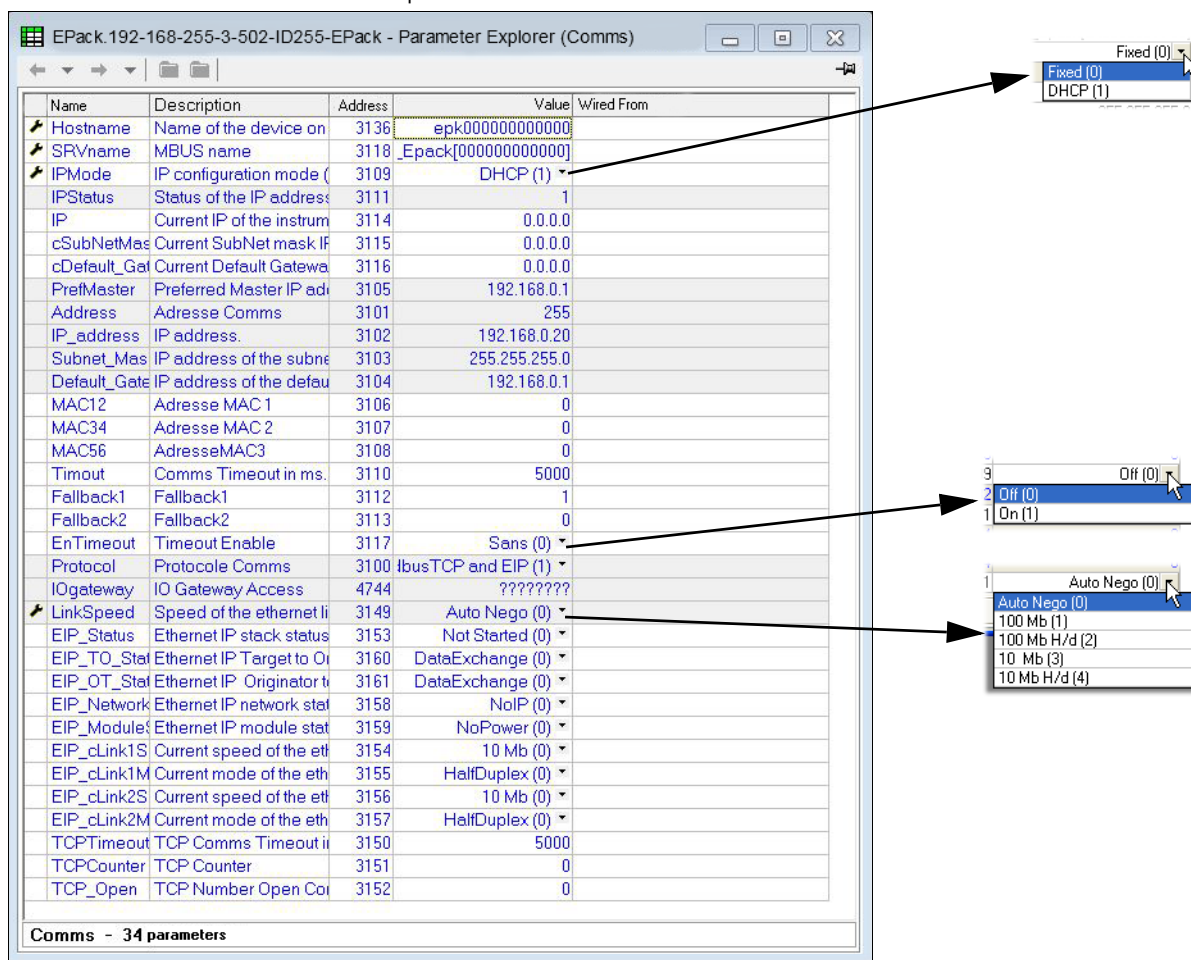 EPack.192-168-255-3-502-ID255-EPack - Parameter Explorer (Comms)
Name Description Address Value Wired From
Hostname Name of the device on 3136 epk000000000000
SRVname MBUS name 3118 _Epack[000000000000]
IPMode IP configuration mode ( 3109 DHCP (1)
IPStatus Status of the IP address 3111 1
IP Current IP of the instrum 3114 0.0.0.0
cSubNetMas Current SubNet mask IF 3115 0.0.0.0
cDefault_Gat Current Default Gatewa 3116 0.0.0.0
PrefMaster Preferred Master IP add 3105 192.168.0.1
Address Adresse Comms 3101 255
IP_address IP address. 3102 192.168.0.20
Subnet_Mas IP address of the subne 3103 255.255.255.0
Default_Gate IP address of the defau 3104 192.168.0.1
MAC12 Adresse MAC 1 3106 0
MAC34 Adresse MAC 2 3107 0
MAC56 AdresseMAC3 3108 0
Timout Comms Timeout in ms. 3110 5000
Fallback1 Fallback1 3112 1
Fallback2 Fallback2 3113 0
EnTimeout Timeout Enable 3117 Sans (0)
Protocol Protocole Comms 3100 busTCP and EIP (1)
IOgateway IO Gateway Access 4744 ????????
LinkSpeed Speed of the ethernet li 3149 Auto Nego (0)
EIP_Status Ethernet IP stack status 3153 Not Started (0)
EIP_TO_Stat Ethernet IP Target to Or 3160 DataExchange (0)
EIP_OT_Stat Ethernet IP Originator t 3161 DataExchange (0)
EIP_Network Ethernet IP network stat 3158 NoIP (0)
EIP_ModuleS Ethernet IP module stat 3159 NoPower (0)
EIP_cLink1S Current speed of the eth 3154 10 Mb (0)
EIP_cLink1M Current mode of the eth 3155 HalfDuplex (0)
EIP_cLink2S Current speed of the eth 3156 10 Mb (0)
EIP_cLink2M Current mode of the eth 3157 HalfDuplex (0)
TCPTimeout TCP Comms Timeout i 3150 5000
TCPCounter TCP Counter 3151 0
TCP_Open TCP Number Open Co 3152 0
Comms - 34 parameters
Fixed (0)
Fixed (0)
DHCP (1)
9 Off (0)
2 Off (0)
1 On (1)
1 Auto Nego (0)
Auto Nego (0)
100 Mb (1)
100 Mb H/d (2)
10 Mb (3)
10 Mb H/d (4)